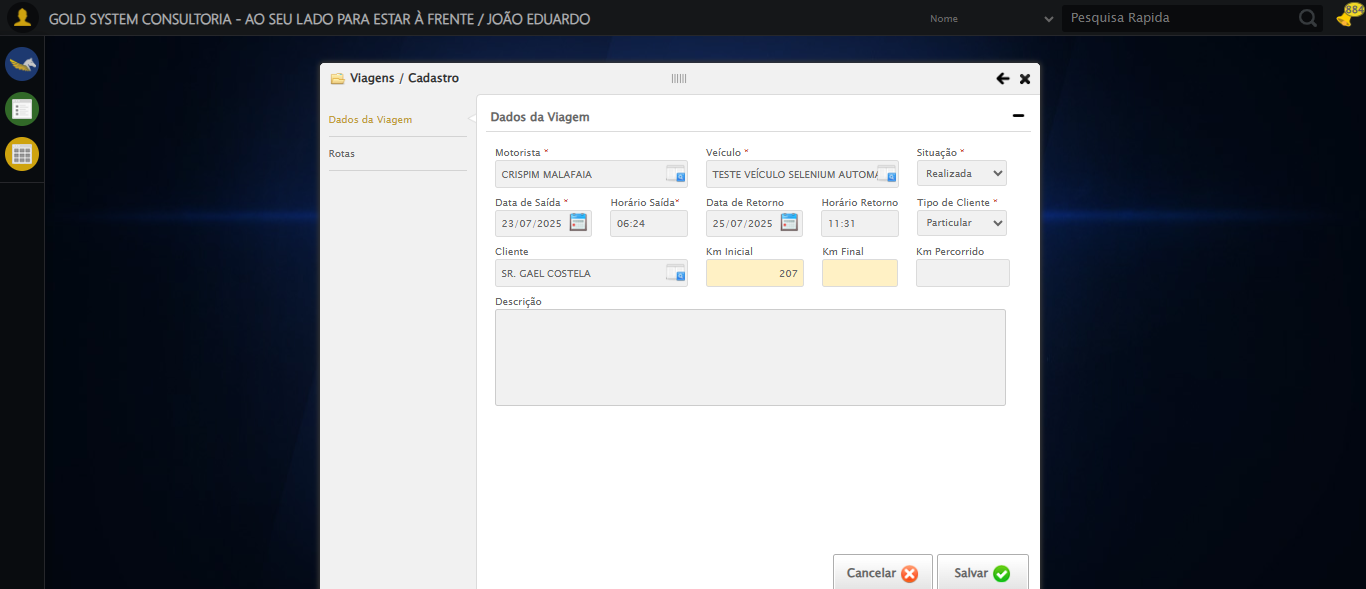 GOLD SYSTEM CONSULTORIA - AO SEU LADO PARA ESTAR À FRENTE / JOÃO EDUARDO
Nome
Pesquisa Rapida
884
Viagens / Cadastro
Dados da Viagem
Rotas
Dados da Viagem
Motorista * Veículo * Situação *
CRISPIM MALAFAIA TESTE VEÍCULO SELENIUM AUTOMA Realizada
Data de Saída * Horário Saída* Data de Retorno Horário Retorno Tipo de Cliente *
23/07/2025 06:24 25/07/2025 11:31 Particular
Cliente Km Inicial Km Final Km Percorrido
SR. GAEL COSTELA 207
Descrição
Cancelar Salvar